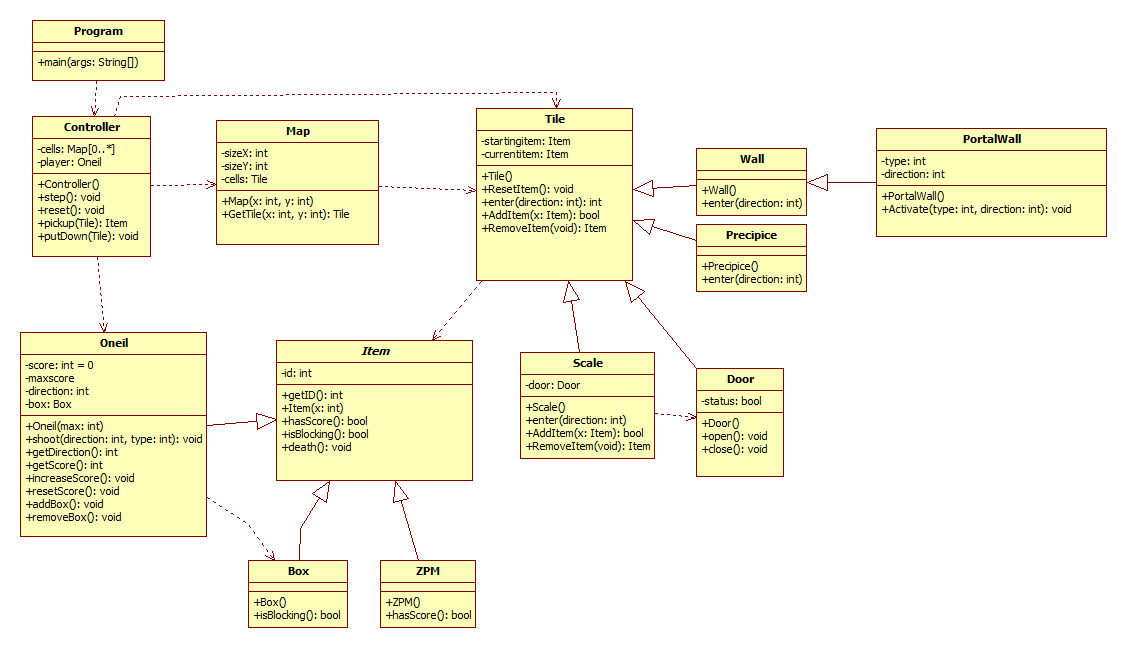 Program
+main(args: String[])
Controller
-cells: Map[0..*]
-player: Oneil
+Controller()
+step(): void
+reset(): void
+pickup(Tile): Item
+putDown(Tile): void
Map
-sizeX: int
-sizeY: int
-cells: Tile
+Map(x: int, y: int)
+GetTile(x: int, y: int): Tile
Tile
-startingitem: Item
-currentitem: Item
+Tile()
+ResetItem(): void
+enter(direction: int): int
+AddItem(x: Item): bool
+RemoveItem(void): Item
Wall
+Wall()
+enter(direction: int)
PortalWall
-type: int
-direction: int
+PortalWall()
+Activate(type: int, direction: int): void
Precipice
+Precipice()
+enter(direction: int)
Oneil
-score: int = 0
-maxscore
-direction: int
-box: Box
+Oneil(max: int)
+shoot(direction: int, type: int): void
+getDirection(): int
+getScore(): int
+increaseScore(): void
+resetScore(): void
+addBox(): void
+removeBox(): void
Item
-id: int
+getID(): int
+Item(x: int)
+hasScore(): bool
+isBlocking(): bool
+death(): void
Scale
-door: Door
+Scale()
+enter(direction: int)
+AddItem(x: Item): bool
+RemoveItem(void): Item
Door
-status: bool
+Door()
+open(): void
+close(): void
Box
+Box()
+isBlocking(): bool
ZPM
+ZPM()
+hasScore(): bool